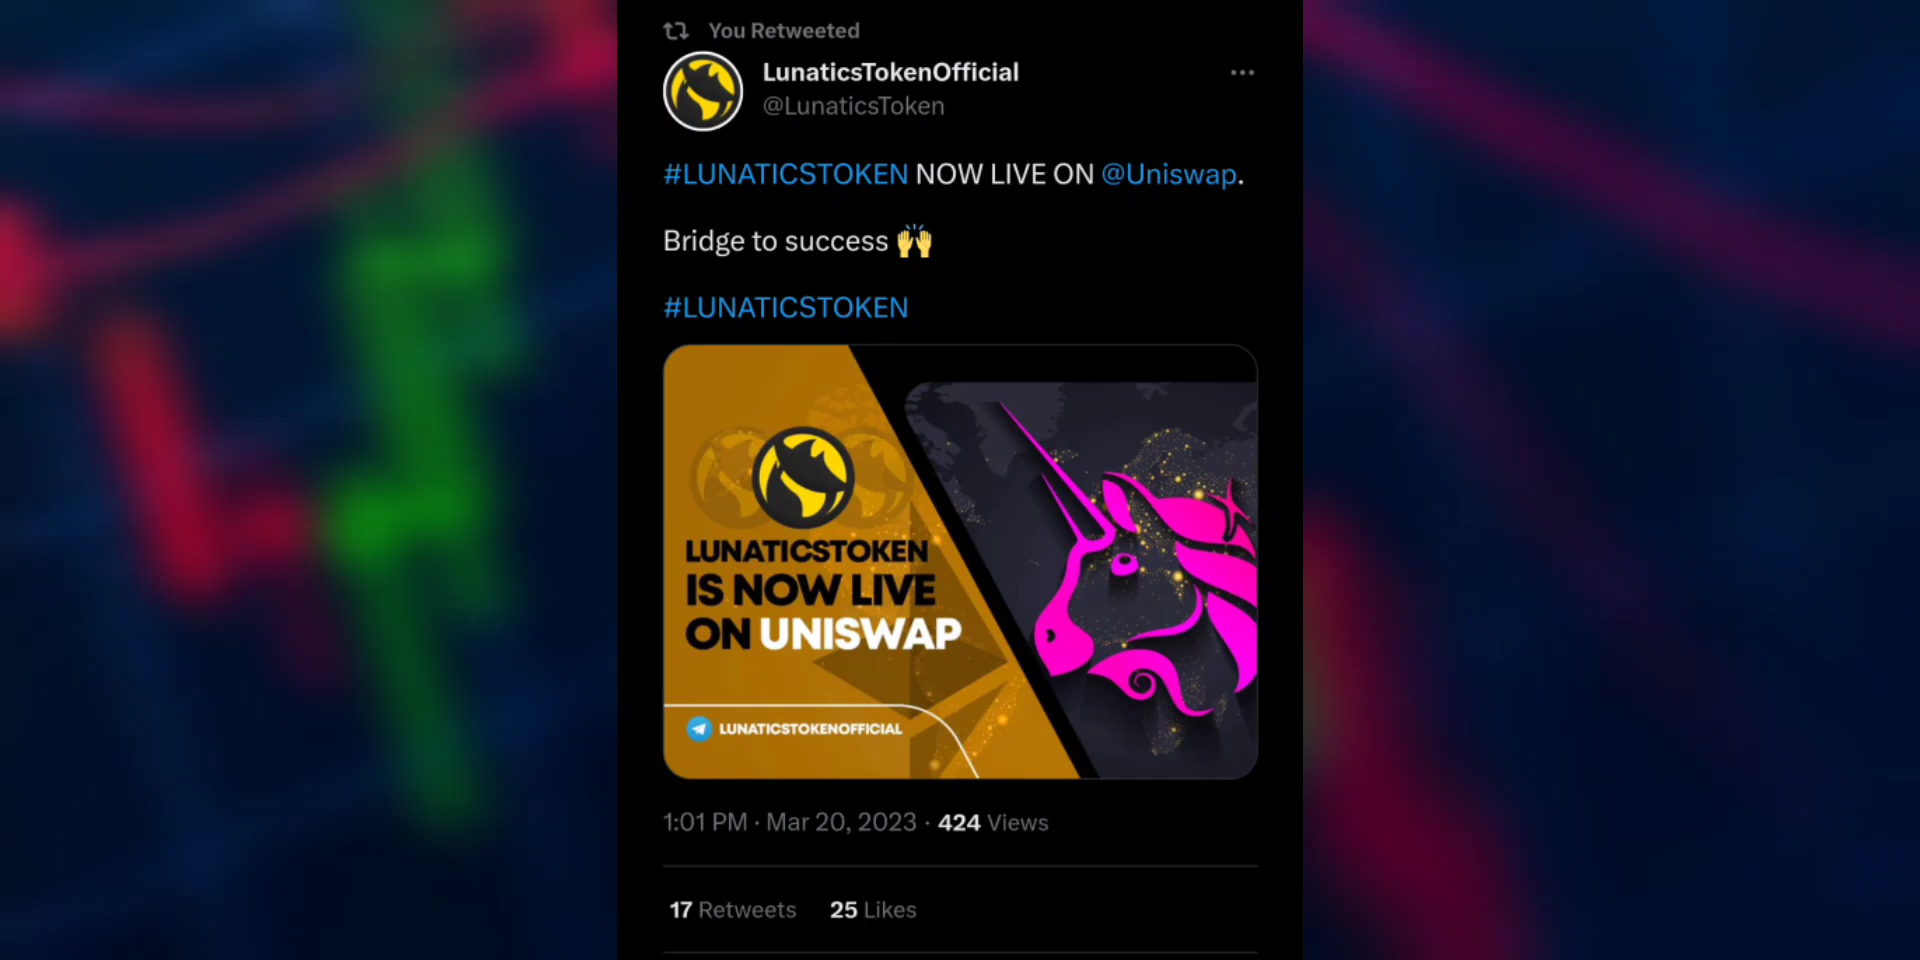 You Retweeted
LunaticsTokenOfficial
@LunaticsToken
#LUNATICSTOKEN NOW LIVE ON @Uniswap.
Bridge to success 🙌
#LUNATICSTOKEN
LUNATICSTOKEN
IS NOW LIVE
ON UNISWAP
LUNATICSTOKENOFFICIAL
1:01 PM · Mar 20, 2023 · 424 Views
17 Retweets 25 Likes